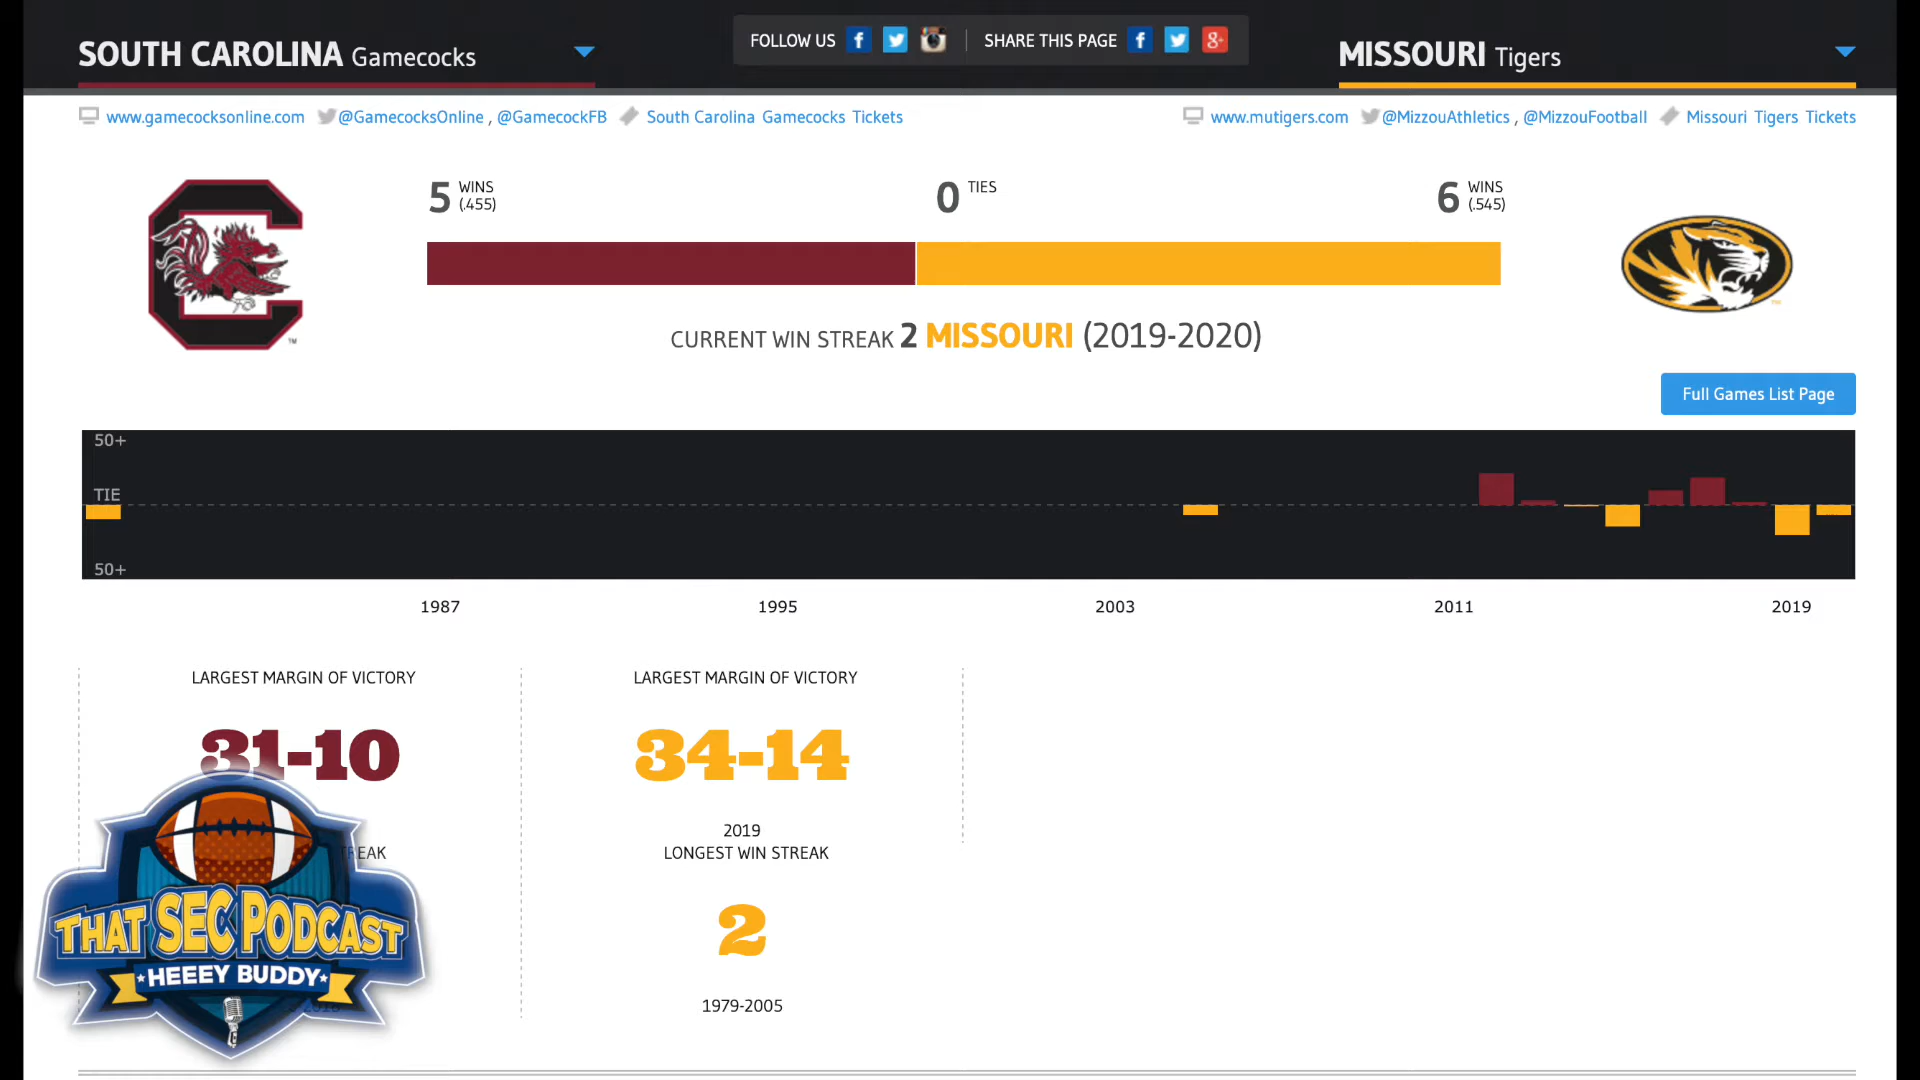 SOUTH CAROLINA Gamecocks
FOLLOW US
SHARE THIS PAGE
MISSOURI Tigers
www.gamecocksonline.com @GamecocksOnline , @GamecockFB South Carolina Gamecocks Tickets
www.mutigers.com @MizzouAthletics , @MizzouFootball Missouri Tigers Tickets
5 WINS (.455)
0 TIES
6 WINS (.545)
CURRENT WIN STREAK 2 MISSOURI (2019-2020)
Full Games List Page
50+
TIE
50+
1987 1995 2003 2011 2019
LARGEST MARGIN OF VICTORY
31-10
LARGEST MARGIN OF VICTORY
34-14
2019
LONGEST WIN STREAK
2
1979-2005
THAT SEC PODCAST
HEEEY BUDDY